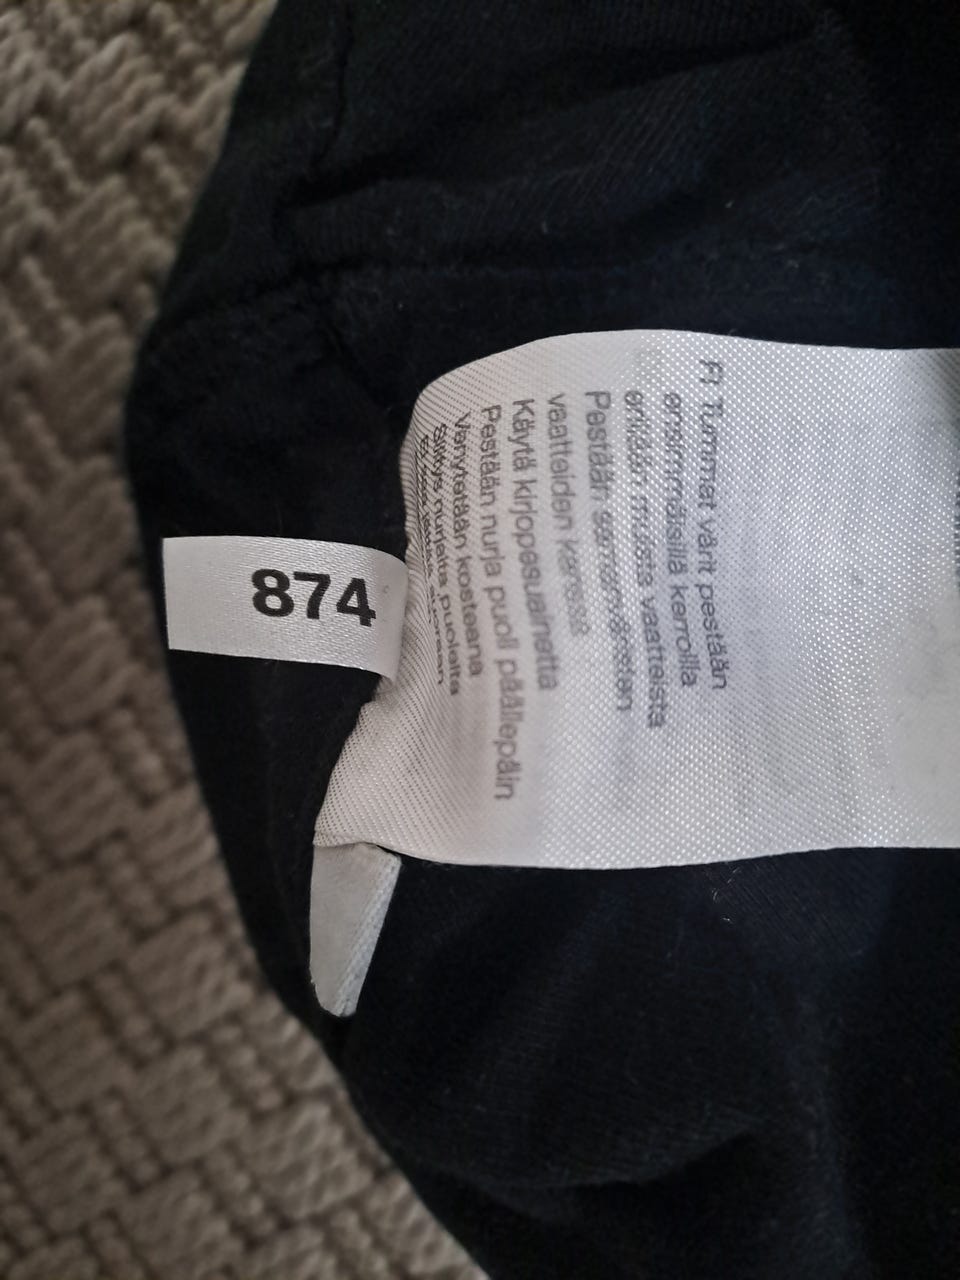 FI Tummat värit pestään
ensimmäisillä kerroilla
erillään muista vaatteista
Pestään samanväristen
vaatteiden kanssa
Käytä kirjopesuainetta
Pestään nurja puoli päällepäin
Venytetään kosteana
Silitys nurjalta puolelta
874